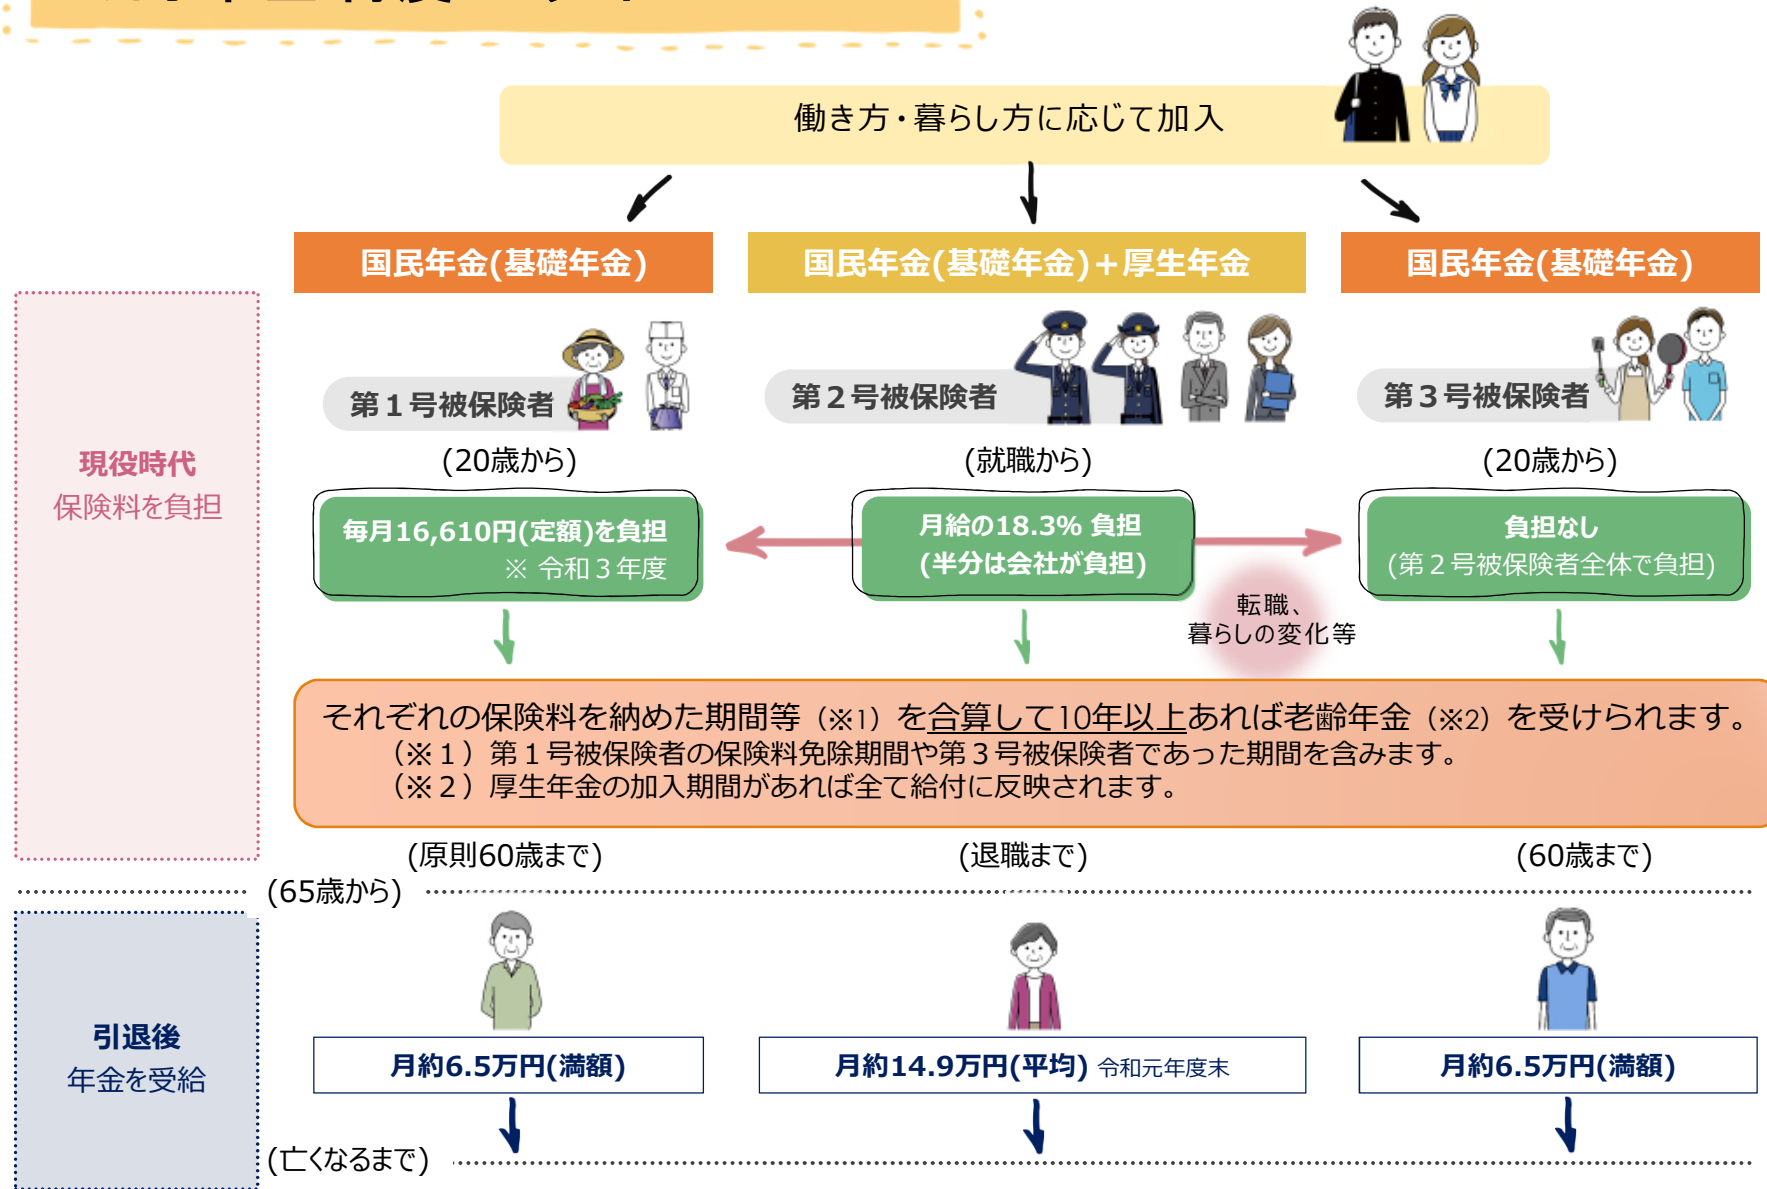 働き方・暮らし方に応じて加入
国民年金(基礎年金)
国民年金(基礎年金)＋厚生年金
国民年金(基礎年金)
第１号被保険者
第２号被保険者
第３号被保険者
(20歳から)
(就職から)
(20歳から)
現役時代
保険料を負担
毎月16,610円(定額)を負担
※ 令和３年度
月給の18.3% 負担
(半分は会社が負担)
負担なし
(第２号被保険者全体で負担)
転職、
暮らしの変化等
それぞれの保険料を納めた期間等（※1）を合算して10年以上あれば老齢年金（※2）を受けられます。
（※１）第１号被保険者の保険料免除期間や第３号被保険者であった期間を含みます。
（※２）厚生年金の加入期間があれば全て給付に反映されます。
(原則60歳まで)
(退職まで)
(60歳まで)
(65歳から)
引退後
年金を受給
月約6.5万円(満額)
月約14.9万円(平均) 令和元年度末
月約6.5万円(満額)
(亡くなるまで)